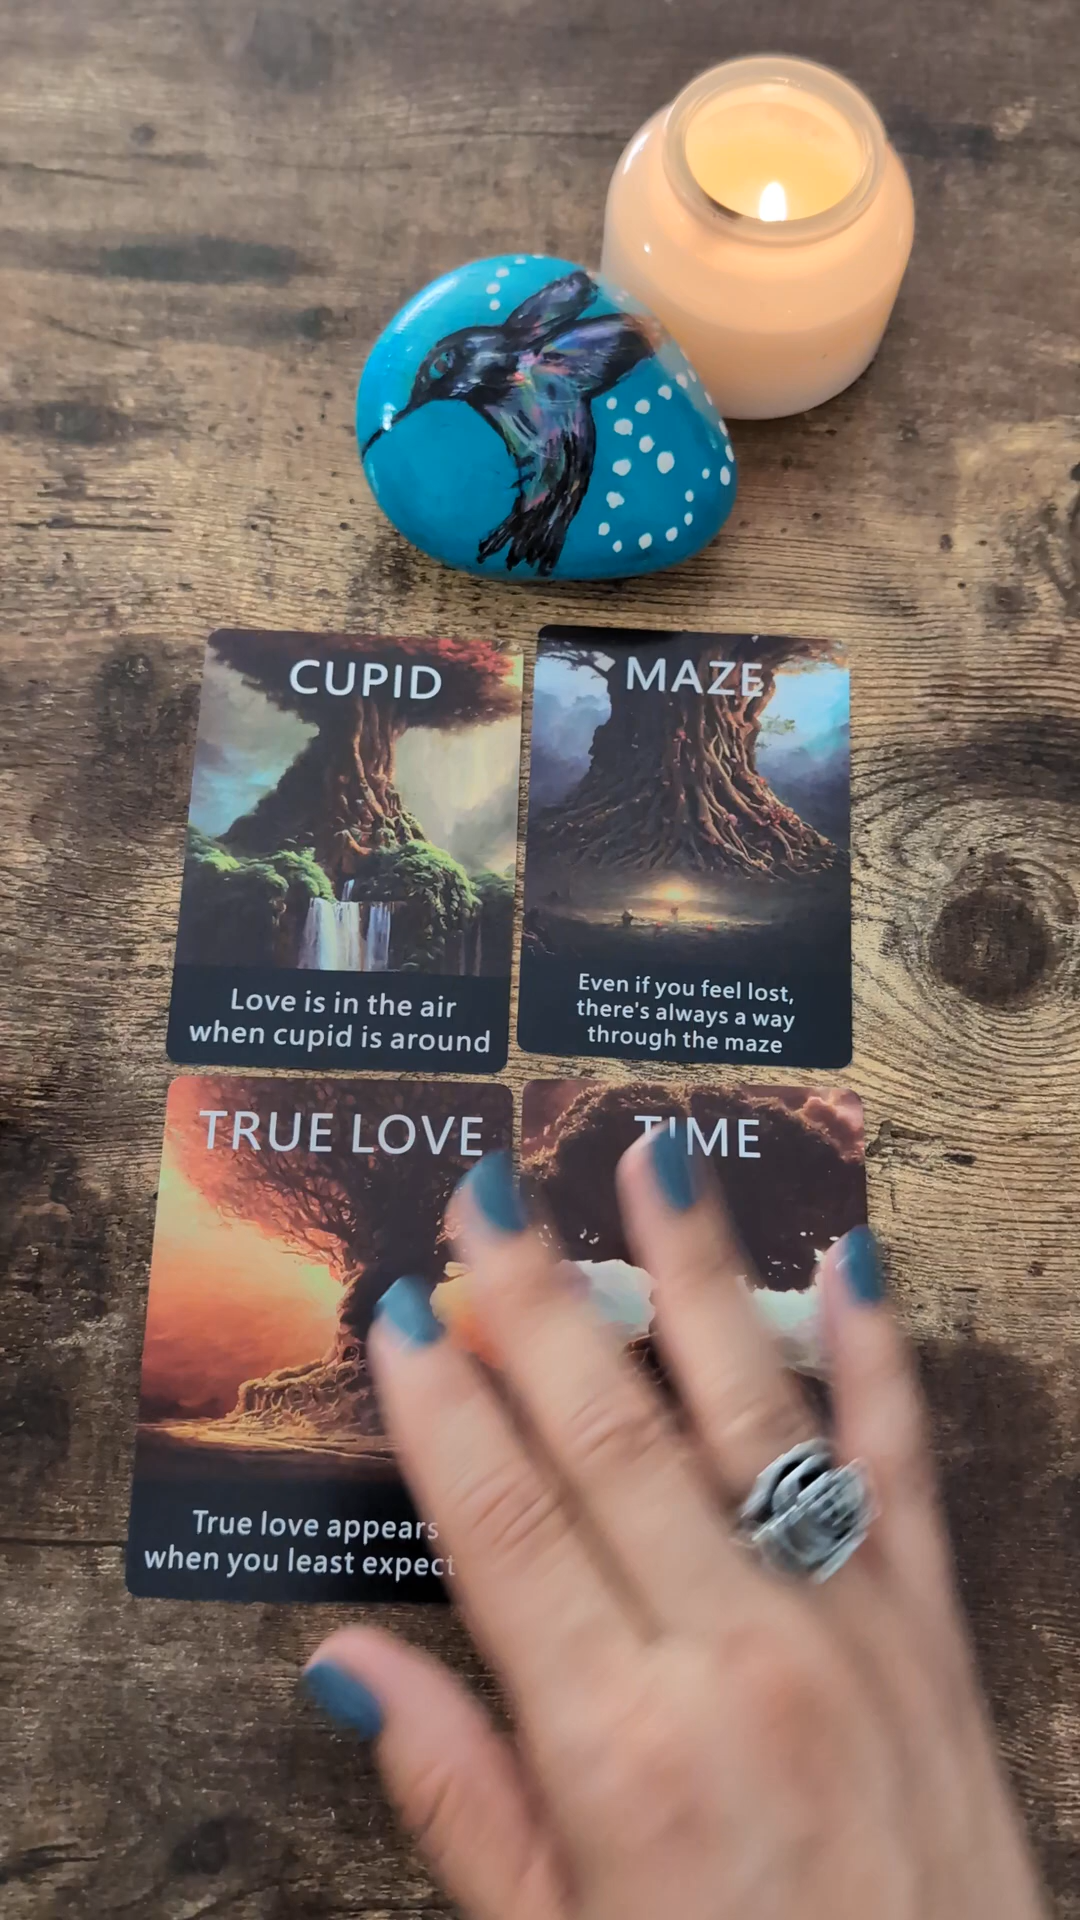 CUPID
Love is in the air
when cupid is around
MAZE
Even if you feel lost,
there's always a way
through the maze
TRUE LOVE
True love appears
when you least expect
TIME